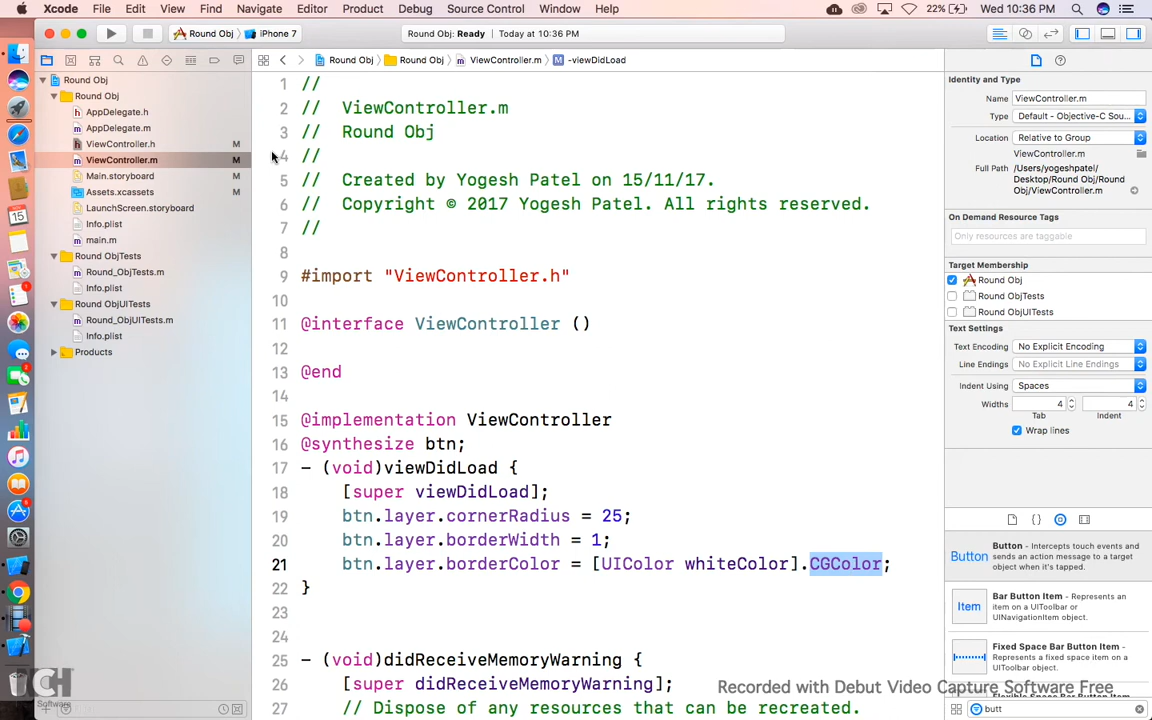 Xcode File Edit View Find Navigate Editor Product Debug Source Control Window Help 22% Wed 10:36 PM
Round Obj iPhone 7 Round Obj: Ready Today at 10:36 PM
Round Obj Round Obj ViewController.m M -viewDidLoad
Round Obj
Round Obj
h AppDelegate.h
m AppDelegate.m
h ViewController.h M
m ViewController.m M
Main.storyboard M
Assets.xcassets M
LaunchScreen.storyboard
Info.plist
m main.m
Round ObjTests
m Round_ObjTests.m
Info.plist
Round ObjUITests
m Round_ObjUITests.m
Info.plist
Products
1 //
2 // ViewController.m
3 // Round Obj
4 //
5 // Created by Yogesh Patel on 15/11/17.
6 // Copyright © 2017 Yogesh Patel. All rights reserved.
7 //
8
9 #import "ViewController.h"
10
11 @interface ViewController ()
12
13 @end
14
15 @implementation ViewController
16 @synthesize btn;
17 - (void)viewDidLoad {
18 [super viewDidLoad];
19 btn.layer.cornerRadius = 25;
20 btn.layer.borderWidth = 1;
21 btn.layer.borderColor = [UIColor whiteColor].CGColor;
22 }
23
24
25 - (void)didReceiveMemoryWarning {
26 [super didReceiveMemoryWarning];
27 // Dispose of any resources that can be recreated.
Identity and Type
Name ViewController.m
Type Default - Objective-C Sou...
Location Relative to Group
ViewController.m
Full Path /Users/yogeshpatel/
Desktop/Round Obj/Round
Obj/ViewController.m
On Demand Resource Tags
Only resources are taggable
Target Membership
Round Obj
Round ObjTests
Round ObjUITests
Text Settings
Text Encoding No Explicit Encoding
Line Endings No Explicit Line Endings
Indent Using Spaces
Widths 4 4
Tab Indent
Wrap lines
Button Button - Intercepts touch events and
sends an action message to a target
object when it's tapped.
Item Bar Button Item - Represents an
item on a UIToolbar or
UINavigationItem object.
Fixed Space Bar Button Item -
Represents a fixed space item on a
UIToolbar object.
butt
NCH
Software
Recorded with Debut Video Capture Software Free